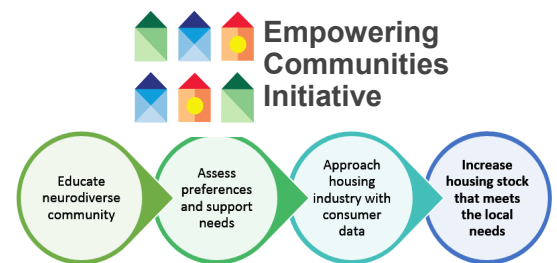 Empowering
Communities
Initiative
Educate
neurodiverse
community
Assess
preferences
and support
needs
Approach
housing
industry with
consumer
data
Increase
housing stock
that meets
the local
needs